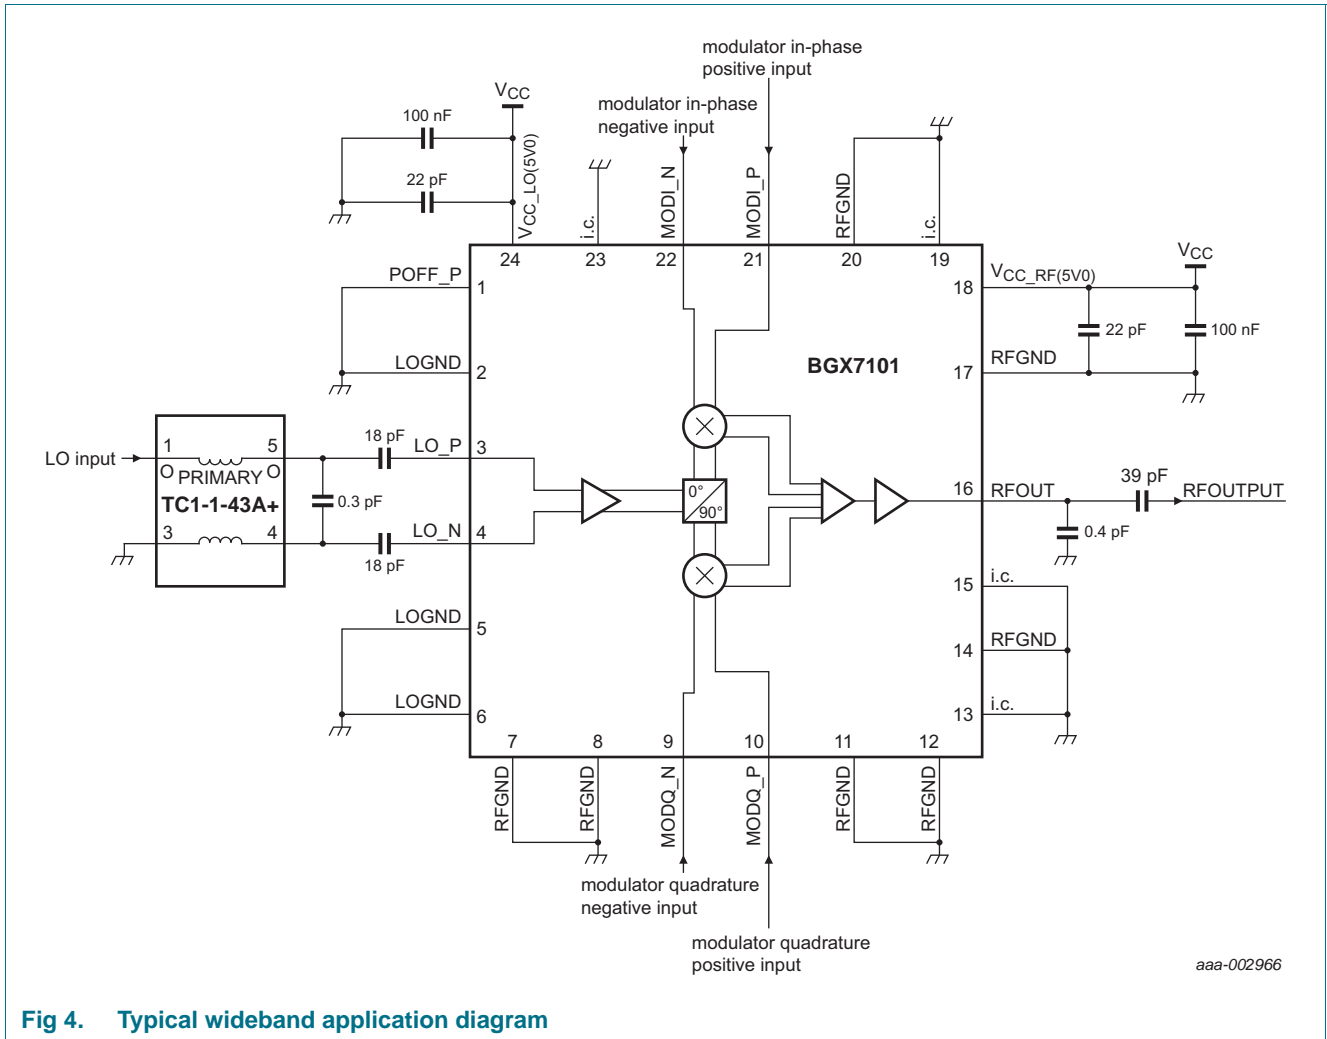 modulator in-phase
positive input
VCC
modulator in-phase
negative input
100 nF
22 pF
VCC_LO(5V0)
i.c.
MODI_N
MODI_P
RFGND
i.c.
24
23
22
21
20
19
POFF_P
1
LOGND
2
LO input
1
5
O PRIMARY O
TC1-1-43A+
3
4
18 pF
0.3 pF
18 pF
LO_P
3
LO_N
4
LOGND
5
LOGND
6
0°
90°
BGX7101
18
VCC_RF(5V0)
VCC
22 pF
100 nF
17
RFGND
16
RFOUT
39 pF
RFOUTPUT
0.4 pF
15
i.c.
14
RFGND
13
i.c.
7
8
9
10
11
12
RFGND
RFGND
MODQ_N
MODQ_P
RFGND
RFGND
modulator quadrature
negative input
modulator quadrature
positive input
aaa-002966
Fig 4. Typical wideband application diagram